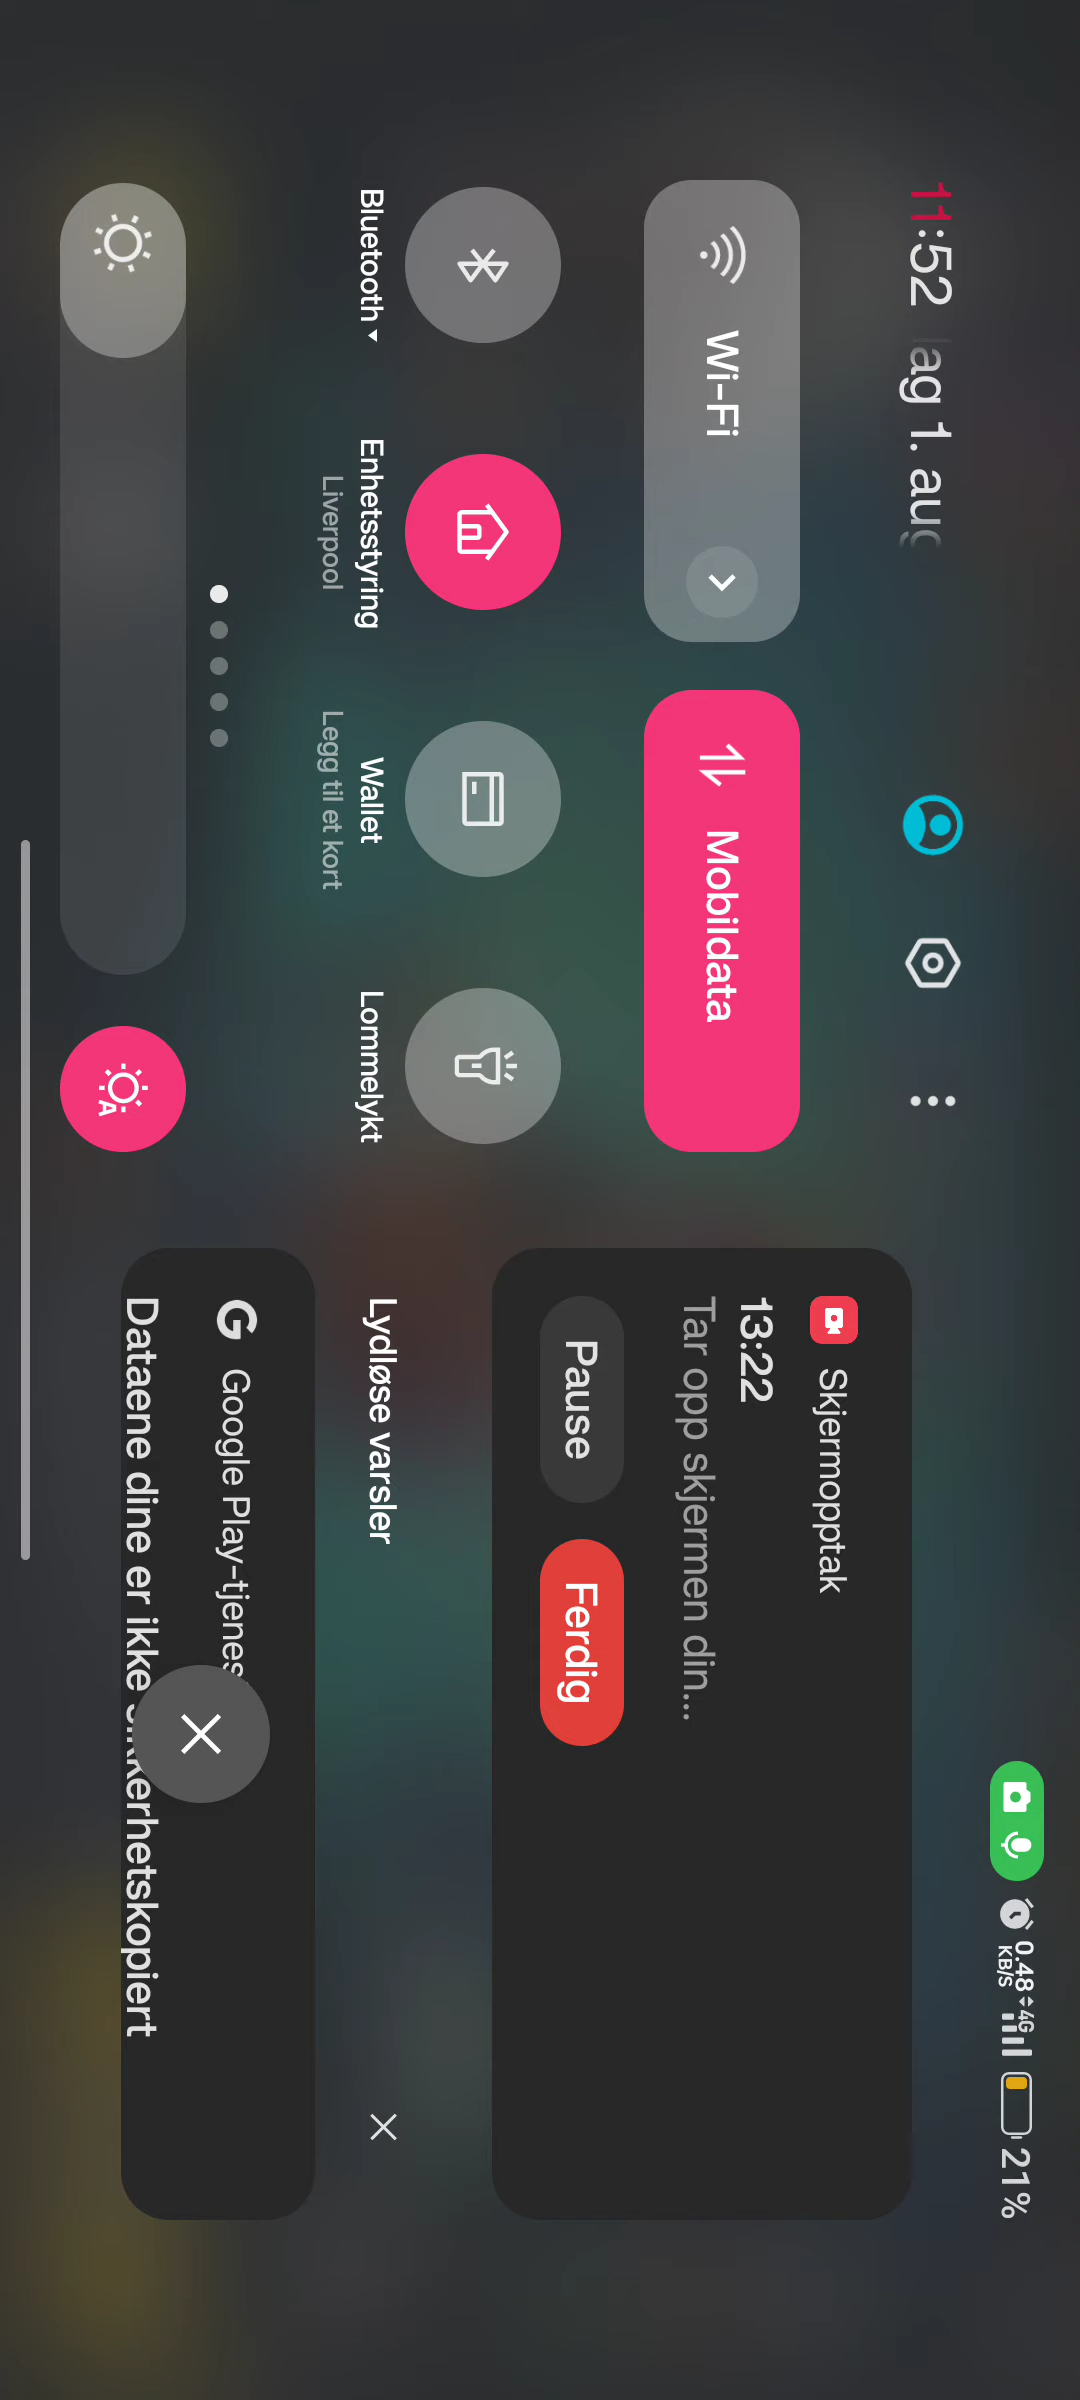 0.48 KB/S 4G 21%
11:52 ag 1. aug
Wi-Fi
Mobildata
Bluetooth
Enhetsstyring
Liverpool
Wallet
Legg til et kort
Lommelykt
A
Skjermopptak
13:22
Tar opp skjermen din...
Pause
Ferdig
Lydløse varsler
Google Play-tjenes
Dataene dine er ikke sikkerhetskopiert